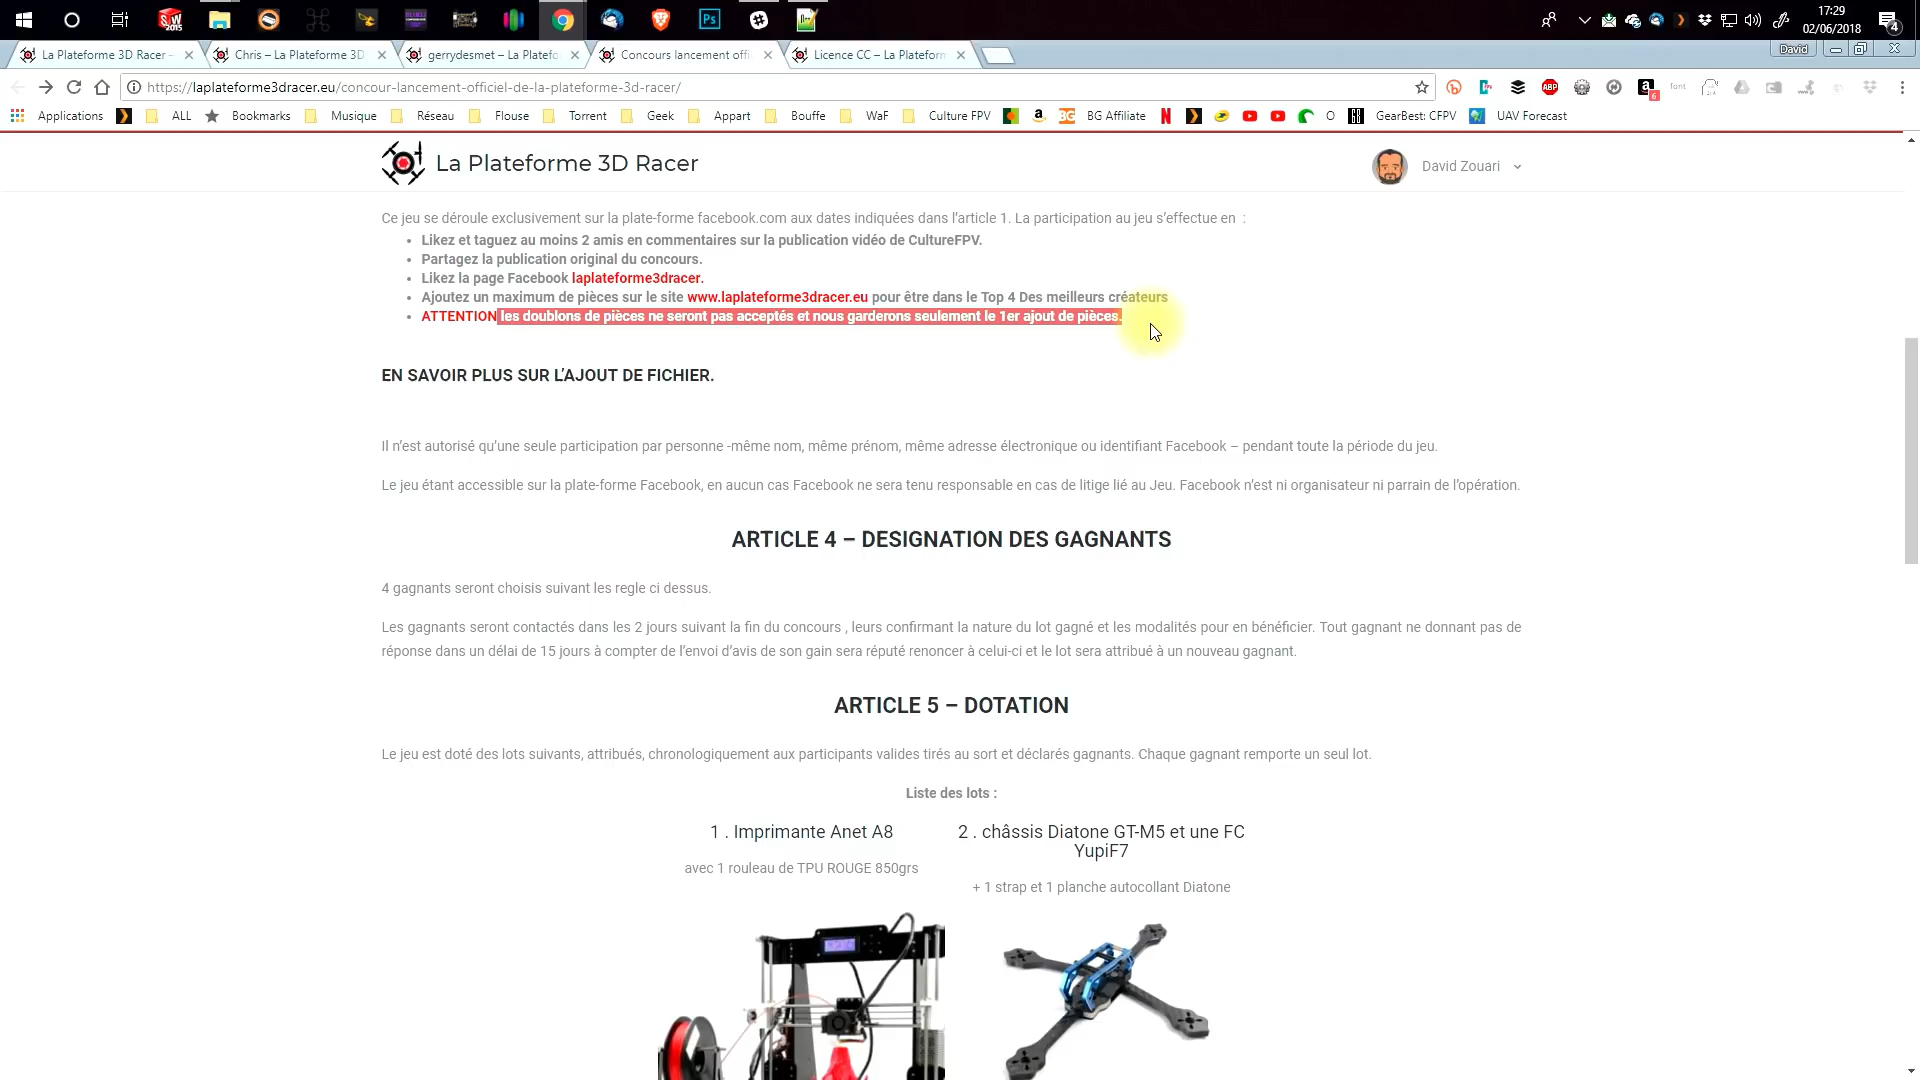 2015
Ps
17:29
02/06/2018
4
La Plateforme 3D Racer –
Chris – La Plateforme 3D
gerrydesmet – La Platefo
Concours lancement offi
Licence CC – La Plateform
David
https://laplateforme3dracer.eu/concour-lancement-officiel-de-la-plateforme-3d-racer/
ABP
a
6
font
Applications
ALL
Bookmarks
Musique
Réseau
Flouse
Torrent
Geek
Appart
Bouffe
WaF
Culture FPV
a
BG
BG Affiliate
N
O
GearBest: CFPV
UAV Forecast
La Plateforme 3D Racer
David Zouari
Ce jeu se déroule exclusivement sur la plate-forme facebook.com aux dates indiquées dans l'article 1. La participation au jeu s'effectue en :
• Likez et taguez au moins 2 amis en commentaires sur la publication vidéo de CultureFPV.
• Partagez la publication original du concours.
• Likez la page Facebook laplateforme3dracer.
• Ajoutez un maximum de pièces sur le site www.laplateforme3dracer.eu pour être dans le Top 4 Des meilleurs créateurs
• ATTENTION les doublons de pièces ne seront pas acceptés et nous garderons seulement le 1er ajout de pièces.
EN SAVOIR PLUS SUR L'AJOUT DE FICHIER.
Il n'est autorisé qu'une seule participation par personne -même nom, même prénom, même adresse électronique ou identifiant Facebook – pendant toute la période du jeu.
Le jeu étant accessible sur la plate-forme Facebook, en aucun cas Facebook ne sera tenu responsable en cas de litige lié au Jeu. Facebook n'est ni organisateur ni parrain de l'opération.
ARTICLE 4 – DESIGNATION DES GAGNANTS
4 gagnants seront choisis suivant les regle ci dessus.
Les gagnants seront contactés dans les 2 jours suivant la fin du concours , leurs confirmant la nature du lot gagné et les modalités pour en bénéficier. Tout gagnant ne donnant pas de
réponse dans un délai de 15 jours à compter de l'envoi d'avis de son gain sera réputé renoncer à celui-ci et le lot sera attribué à un nouveau gagnant.
ARTICLE 5 – DOTATION
Le jeu est doté des lots suivants, attribués, chronologiquement aux participants valides tirés au sort et déclarés gagnants. Chaque gagnant remporte un seul lot.
Liste des lots :
1 . Imprimante Anet A8
avec 1 rouleau de TPU ROUGE 850grs
2 . châssis Diatone GT-M5 et une FC
YupiF7
+ 1 strap et 1 planche autocollant Diatone